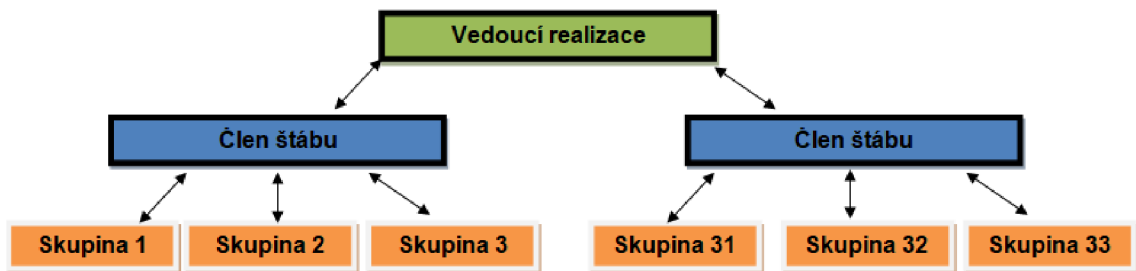 Vedoucí realizace
Člen štábu
Člen štábu
Skupina 1
Skupina 2
Skupina 3
Skupina 31
Skupina 32
Skupina 33